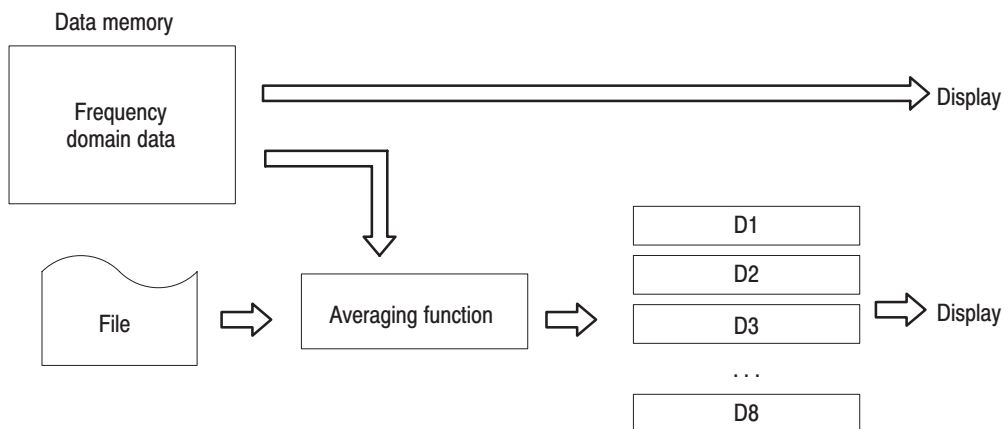 Data memory
Frequency
domain data
Display
File
Averaging function
D1
D2
D3
...
D8
Display